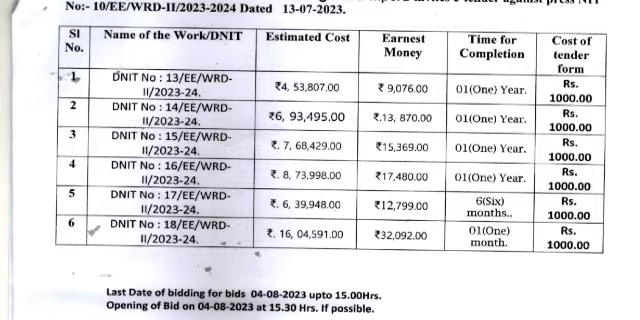 No:- 10/EE/WRD-II/2023-2024 Dated 13-07-2023.
Sl No. Name of the Work/DNIT Estimated Cost Earnest Money Time for Completion Cost of tender form
1 DNIT No : 13/EE/WRD-II/2023-24. ₹4, 53,807.00 ₹ 9,076.00 01(One) Year. Rs. 1000.00
2 DNIT No : 14/EE/WRD-II/2023-24. ₹6, 93,495.00 ₹.13, 870.00 01(One) Year. Rs. 1000.00
3 DNIT No : 15/EE/WRD-II/2023-24. ₹. 7, 68,429.00 ₹15,369.00 01(One) Year. Rs. 1000.00
4 DNIT No : 16/EE/WRD-II/2023-24. ₹. 8, 73,998.00 ₹17,480.00 01(One) Year. Rs. 1000.00
5 DNIT No : 17/EE/WRD-II/2023-24. ₹. 6, 39,948.00 ₹12,799.00 6(Six) months.. Rs. 1000.00
6 DNIT No : 18/EE/WRD-II/2023-24. ₹. 16, 04,591.00 ₹32,092.00 01(One) month. Rs. 1000.00
Last Date of bidding for bids 04-08-2023 upto 15.00Hrs.
Opening of Bid on 04-08-2023 at 15.30 Hrs. If possible.